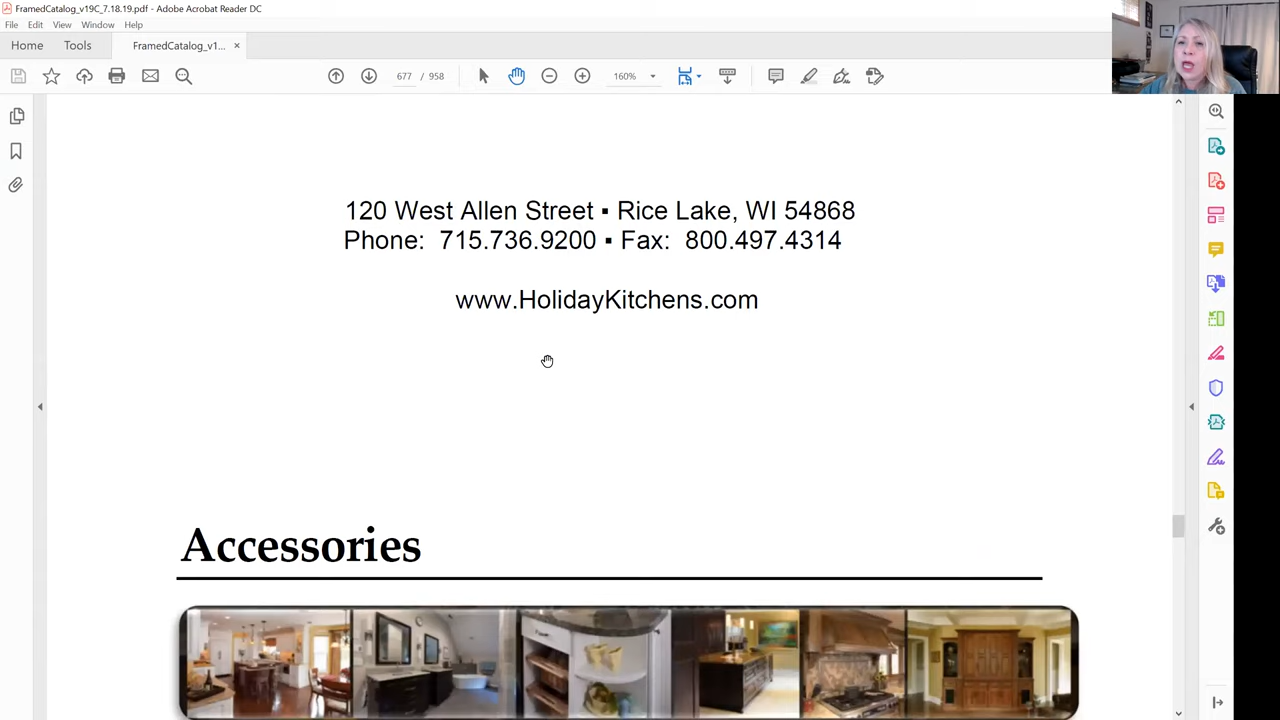 FramedCatalog_v19C_7.18.19.pdf - Adobe Acrobat Reader DC
File Edit View Window Help
Home Tools FramedCatalog_v1... ×
677 / 958 160%
120 West Allen Street ▪ Rice Lake, WI 54868
Phone: 715.736.9200 ▪ Fax: 800.497.4314
www.HolidayKitchens.com
Accessories